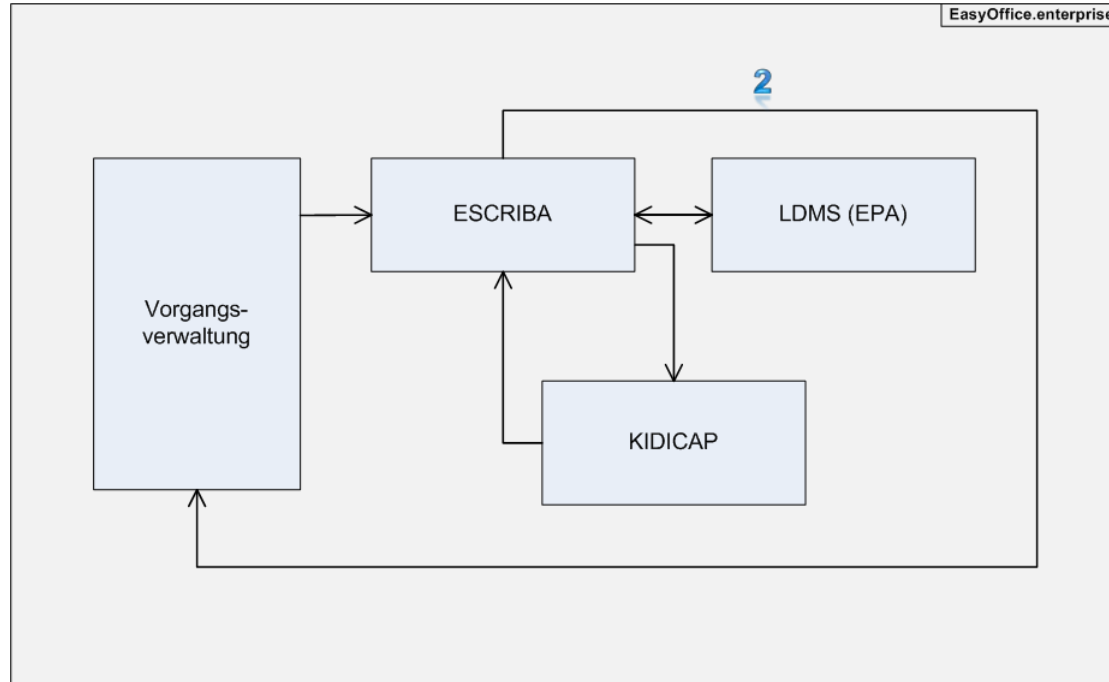 EasyOffice.enterprise
2
ESCRIBA
LDMS (EPA)
Vorgangs-
verwaltung
KIDICAP